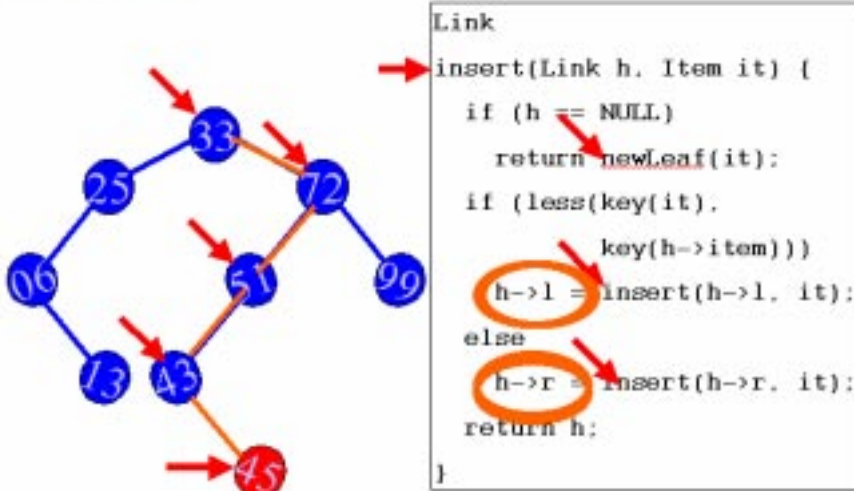 33
25
72
06
51
99
13
43
45
Link
insert(Link h, Item it) {
if (h == NULL)
return newLeaf(it);
if (less(key(it),
key(h->item)))
h->l = insert(h->l, it);
else
h->r = insert(h->r, it);
return h;
}